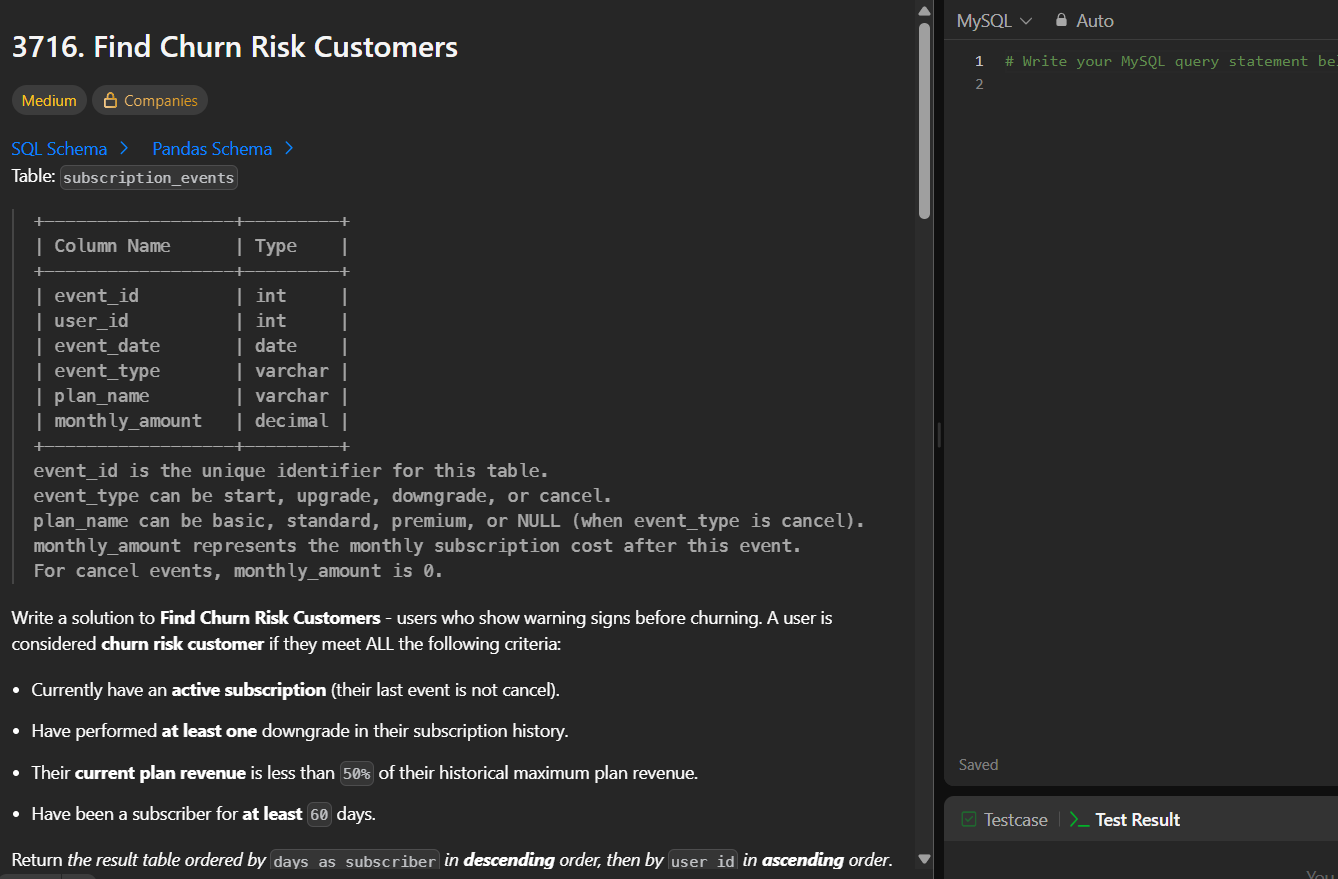 3716. Find Churn Risk Customers
Medium Companies
SQL Schema Pandas Schema
Table: subscription_events
+------------------+---------+
| Column Name      | Type    |
+------------------+---------+
| event_id         | int     |
| user_id          | int     |
| event_date       | date    |
| event_type       | varchar |
| plan_name        | varchar |
| monthly_amount   | decimal |
+------------------+---------+
event_id is the unique identifier for this table.
event_type can be start, upgrade, downgrade, or cancel.
plan_name can be basic, standard, premium, or NULL (when event_type is cancel).
monthly_amount represents the monthly subscription cost after this event.
For cancel events, monthly_amount is 0.
Write a solution to Find Churn Risk Customers - users who show warning signs before churning. A user is
considered churn risk customer if they meet ALL the following criteria:
• Currently have an active subscription (their last event is not cancel).
• Have performed at least one downgrade in their subscription history.
• Their current plan revenue is less than 50% of their historical maximum plan revenue.
• Have been a subscriber for at least 60 days.
Return the result table ordered by days_as_subscriber in descending order, then by user_id in ascending order.
MySQL Auto
1 # Write your MySQL query statement
2
Saved
Testcase Test Result
You